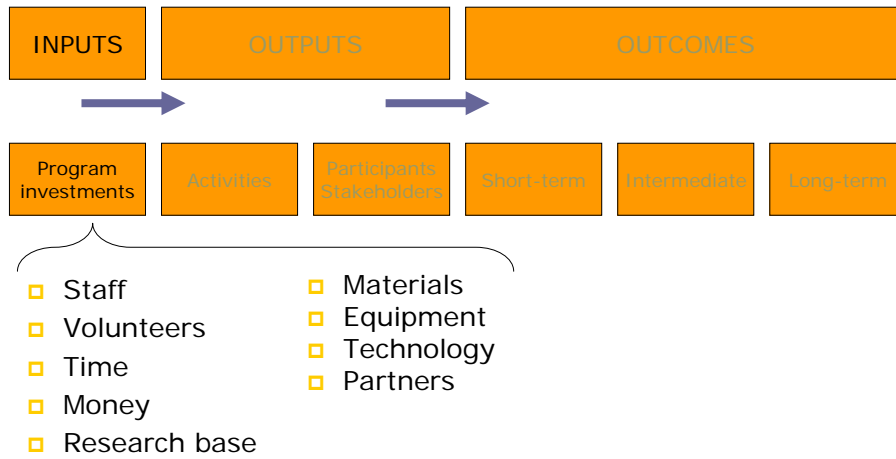 INPUTS
OUTPUTS
OUTCOMES
Program
investments
Activities
Participants
Stakeholders
Short-term
Intermediate
Long-term
Staff
Volunteers
Time
Money
Research base
Materials
Equipment
Technology
Partners